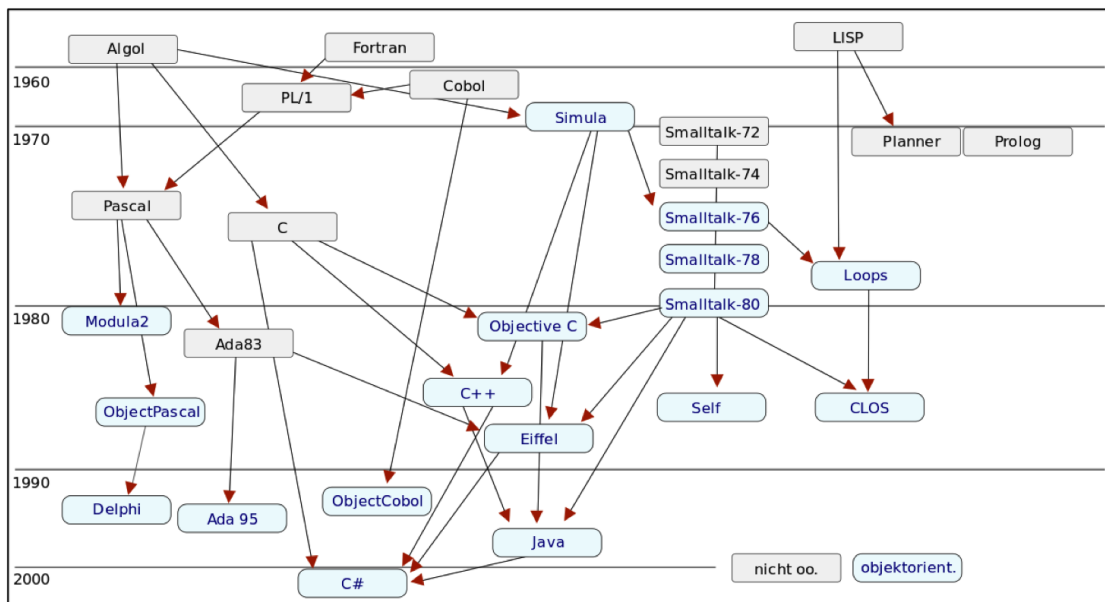 Algol
Fortran
LISP
1960
Cobol
PL/1
Simula
1970
Smalltalk-72
Planner
Prolog
Smalltalk-74
Pascal
Smalltalk-76
C
Smalltalk-78
Loops
Smalltalk-80
1980
Modula2
Objective C
Ada83
C++
ObjectPascal
Self
CLOS
Eiffel
1990
Delphi
ObjectCobol
Ada 95
Java
nicht oo.
objektorient.
2000
C#